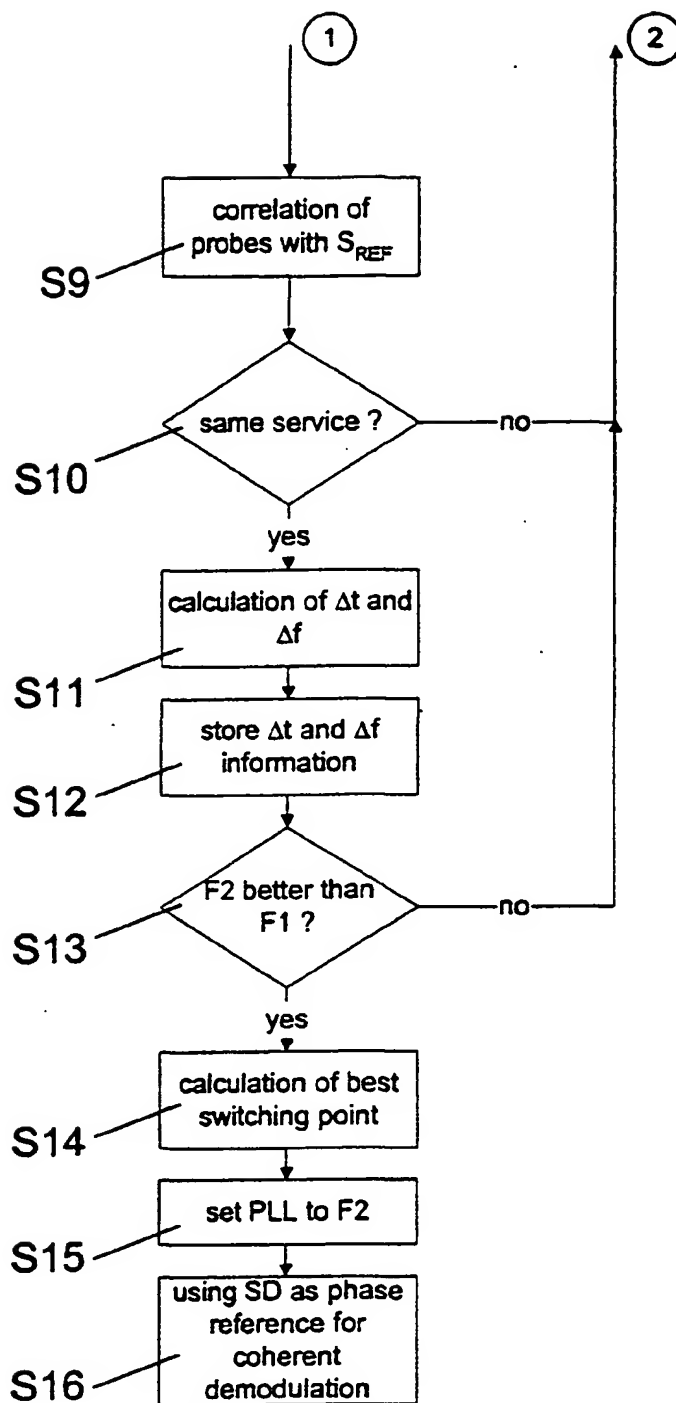 1
2
correlation of
probes with S_REF
S9
same service ?
no
S10
yes
calculation of Δt and
Δf
S11
store Δt and Δf
information
S12
F2 better than
F1 ?
no
S13
yes
calculation of best
switching point
S14
set PLL to F2
S15
using SD as phase
reference for
coherent
demodulation
S16